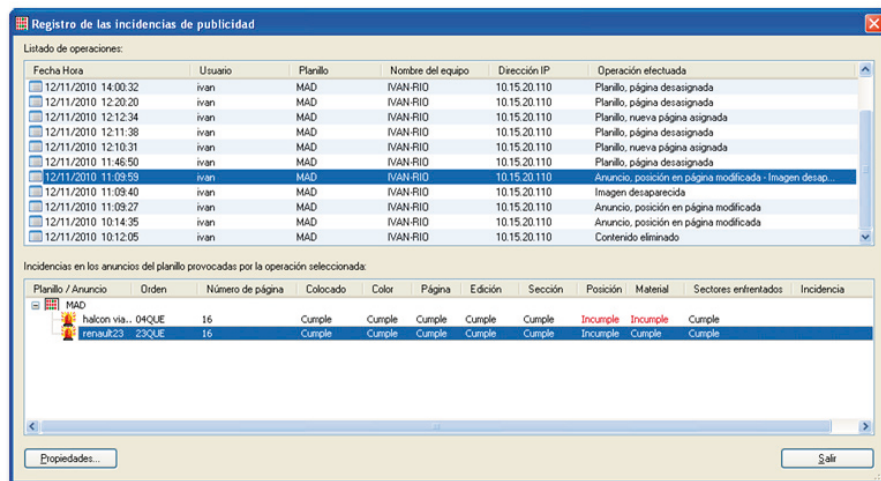 Registro de las incidencias de publicidad
Listado de operaciones:
Fecha Hora Usuario Planillo Nombre del equipo Dirección IP Operación efectuada
12/11/2010 14:00:32 ivan MAD IVAN-RIO 10.15.20.110 Planillo, página desasignada
12/11/2010 12:20:20 ivan MAD IVAN-RIO 10.15.20.110 Planillo, página desasignada
12/11/2010 12:12:34 ivan MAD IVAN-RIO 10.15.20.110 Planillo, nueva página asignada
12/11/2010 12:11:38 ivan MAD IVAN-RIO 10.15.20.110 Planillo, página desasignada
12/11/2010 12:10:31 ivan MAD IVAN-RIO 10.15.20.110 Planillo, nueva página asignada
12/11/2010 11:46:50 ivan MAD IVAN-RIO 10.15.20.110 Planillo, página desasignada
12/11/2010 11:09:59 ivan MAD IVAN-RIO 10.15.20.110 Anuncio, posición en página modificada - Imagen desap...
12/11/2010 11:09:40 ivan MAD IVAN-RIO 10.15.20.110 Imagen desaparecida
12/11/2010 11:09:27 ivan MAD IVAN-RIO 10.15.20.110 Anuncio, posición en página modificada
12/11/2010 10:14:35 ivan MAD IVAN-RIO 10.15.20.110 Anuncio, posición en página modificada
12/11/2010 10:12:05 ivan MAD IVAN-RIO 10.15.20.110 Contenido eliminado
Incidencias en los anuncios del planillo provocadas por la operación seleccionada:
Planillo / Anuncio Orden Número de página Colocado Color Página Edición Sección Posición Material Sectores enfrentados Incidencia
MAD
halcon via.. 04QUE 16 Cumple Cumple Cumple Cumple Cumple Incumple Incumple Cumple
renault23 23QUE 16 Cumple Cumple Cumple Cumple Cumple Incumple Cumple Cumple
Propiedades... Salir